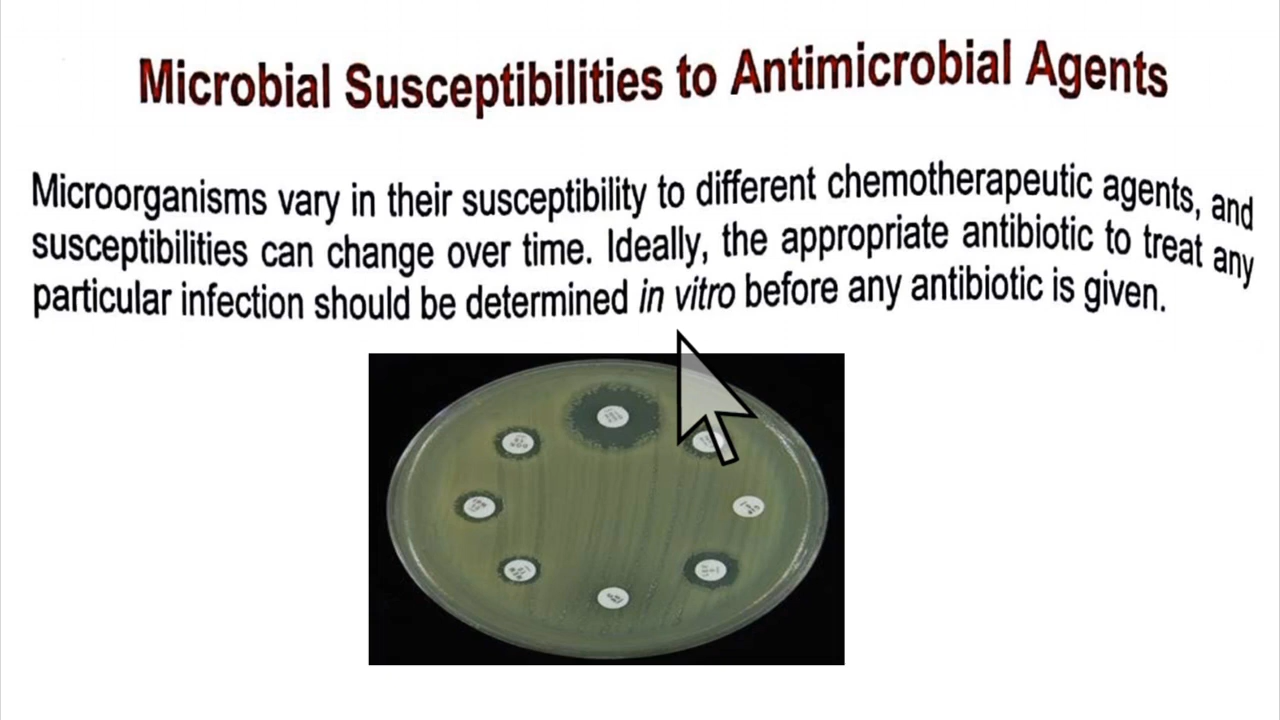 Microbial Susceptibilities to Antimicrobial Agents
Microorganisms vary in their susceptibility to different chemotherapeutic agents, and
susceptibilities can change over time. Ideally, the appropriate antibiotic to treat any
particular infection should be determined in vitro before any antibiotic is given.